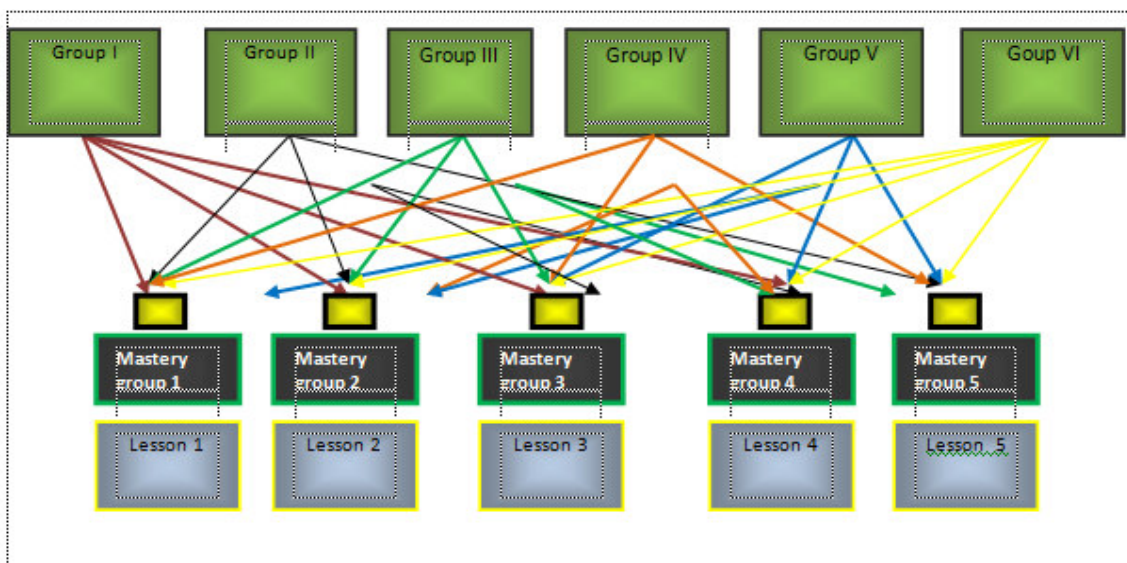 Group I
Group II
Group III
Group IV
Group V
Goup VI
Mastery
group 1
Mastery
group 2
Mastery
group 3
Mastery
group 4
Mastery
group 5
Lesson 1
Lesson 2
Lesson 3
Lesson 4
Lesson 5